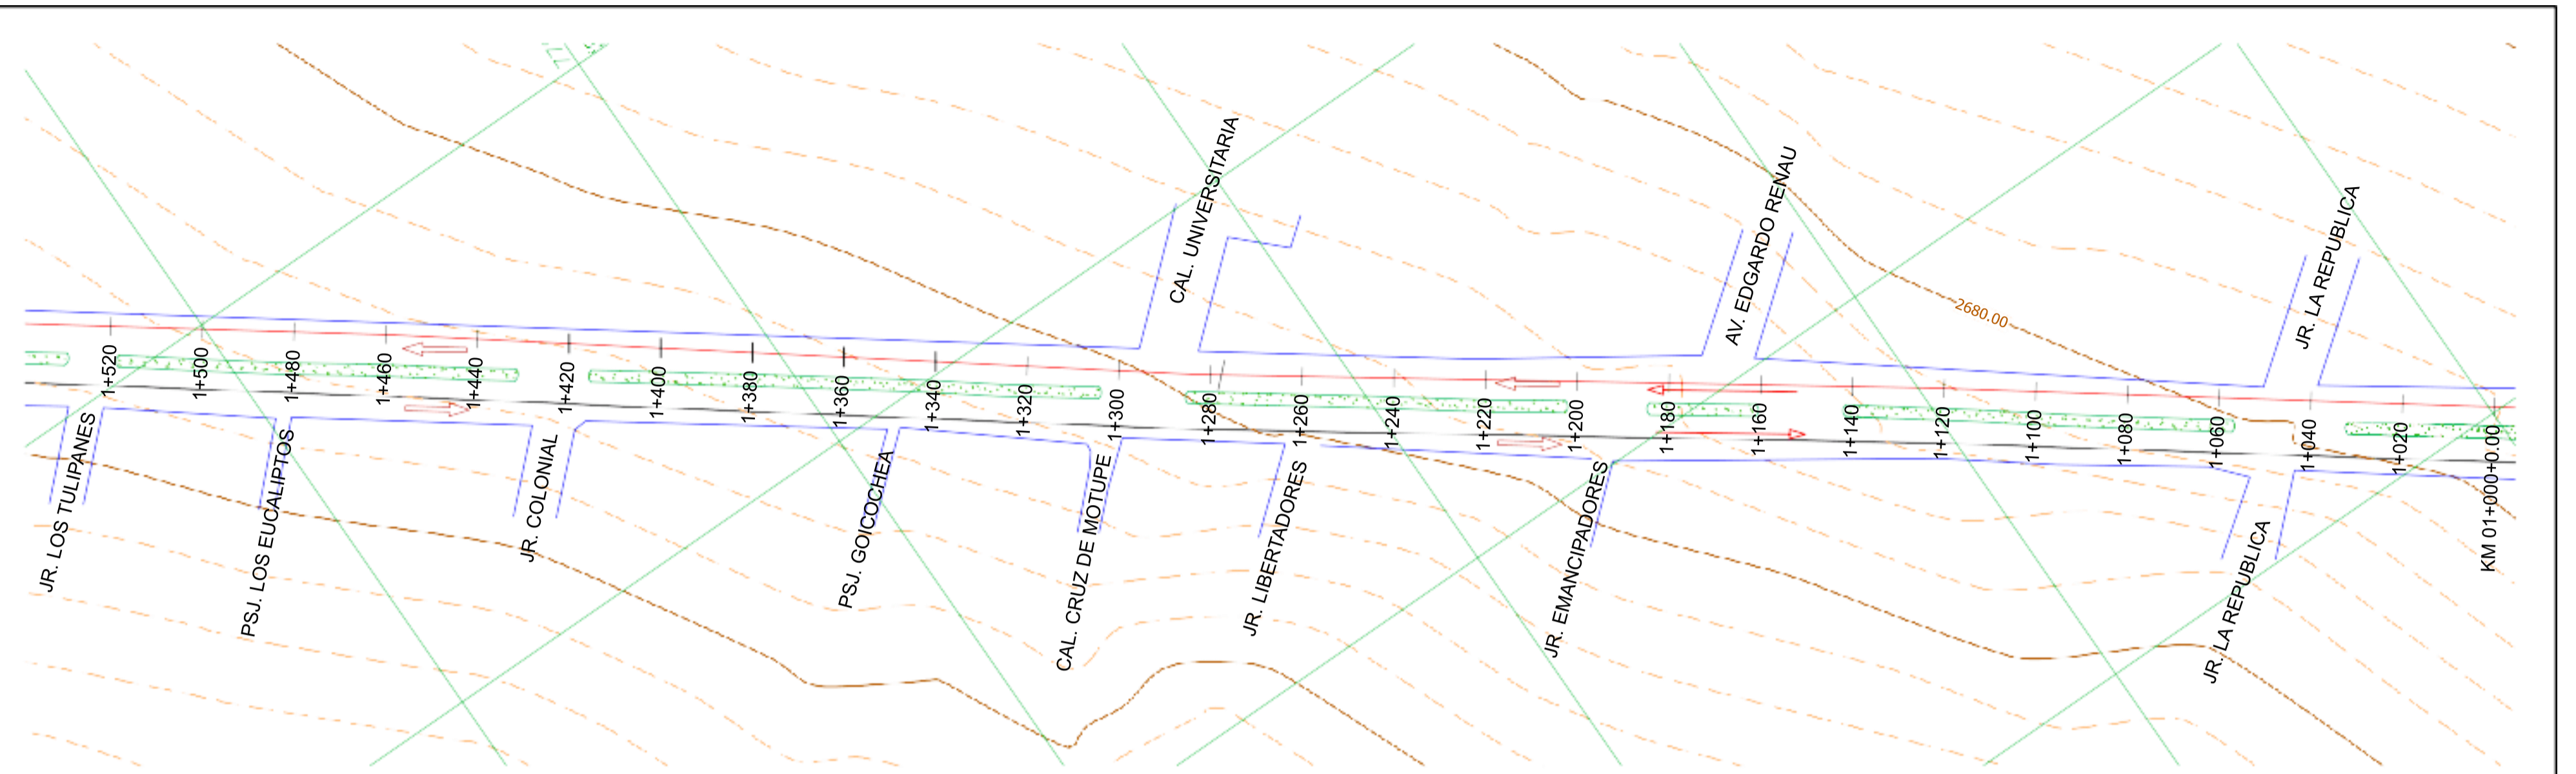 CAL. UNIVERSITARIA
AV. EDGARDO RENAU
JR. LA REPUBLICA
2680.00
1+520
1+500
1+480
1+460
1+440
1+420
1+400
1+380
1+360
1+340
1+320
1+300
1+280
1+260
1+240
1+220
1+200
1+180
1+160
1+140
1+120
1+100
1+080
1+060
1+040
1+020
KM 01+000+0.00
JR. LOS TULIPANES
PSJ. LOS EUCALIPTOS
JR. COLONIAL
PSJ. GOICOCHEA
CAL. CRUZ DE MOTUPE
JR. LIBERTADORES
JR. EMANCIPADORES
JR. LA REPUBLICA